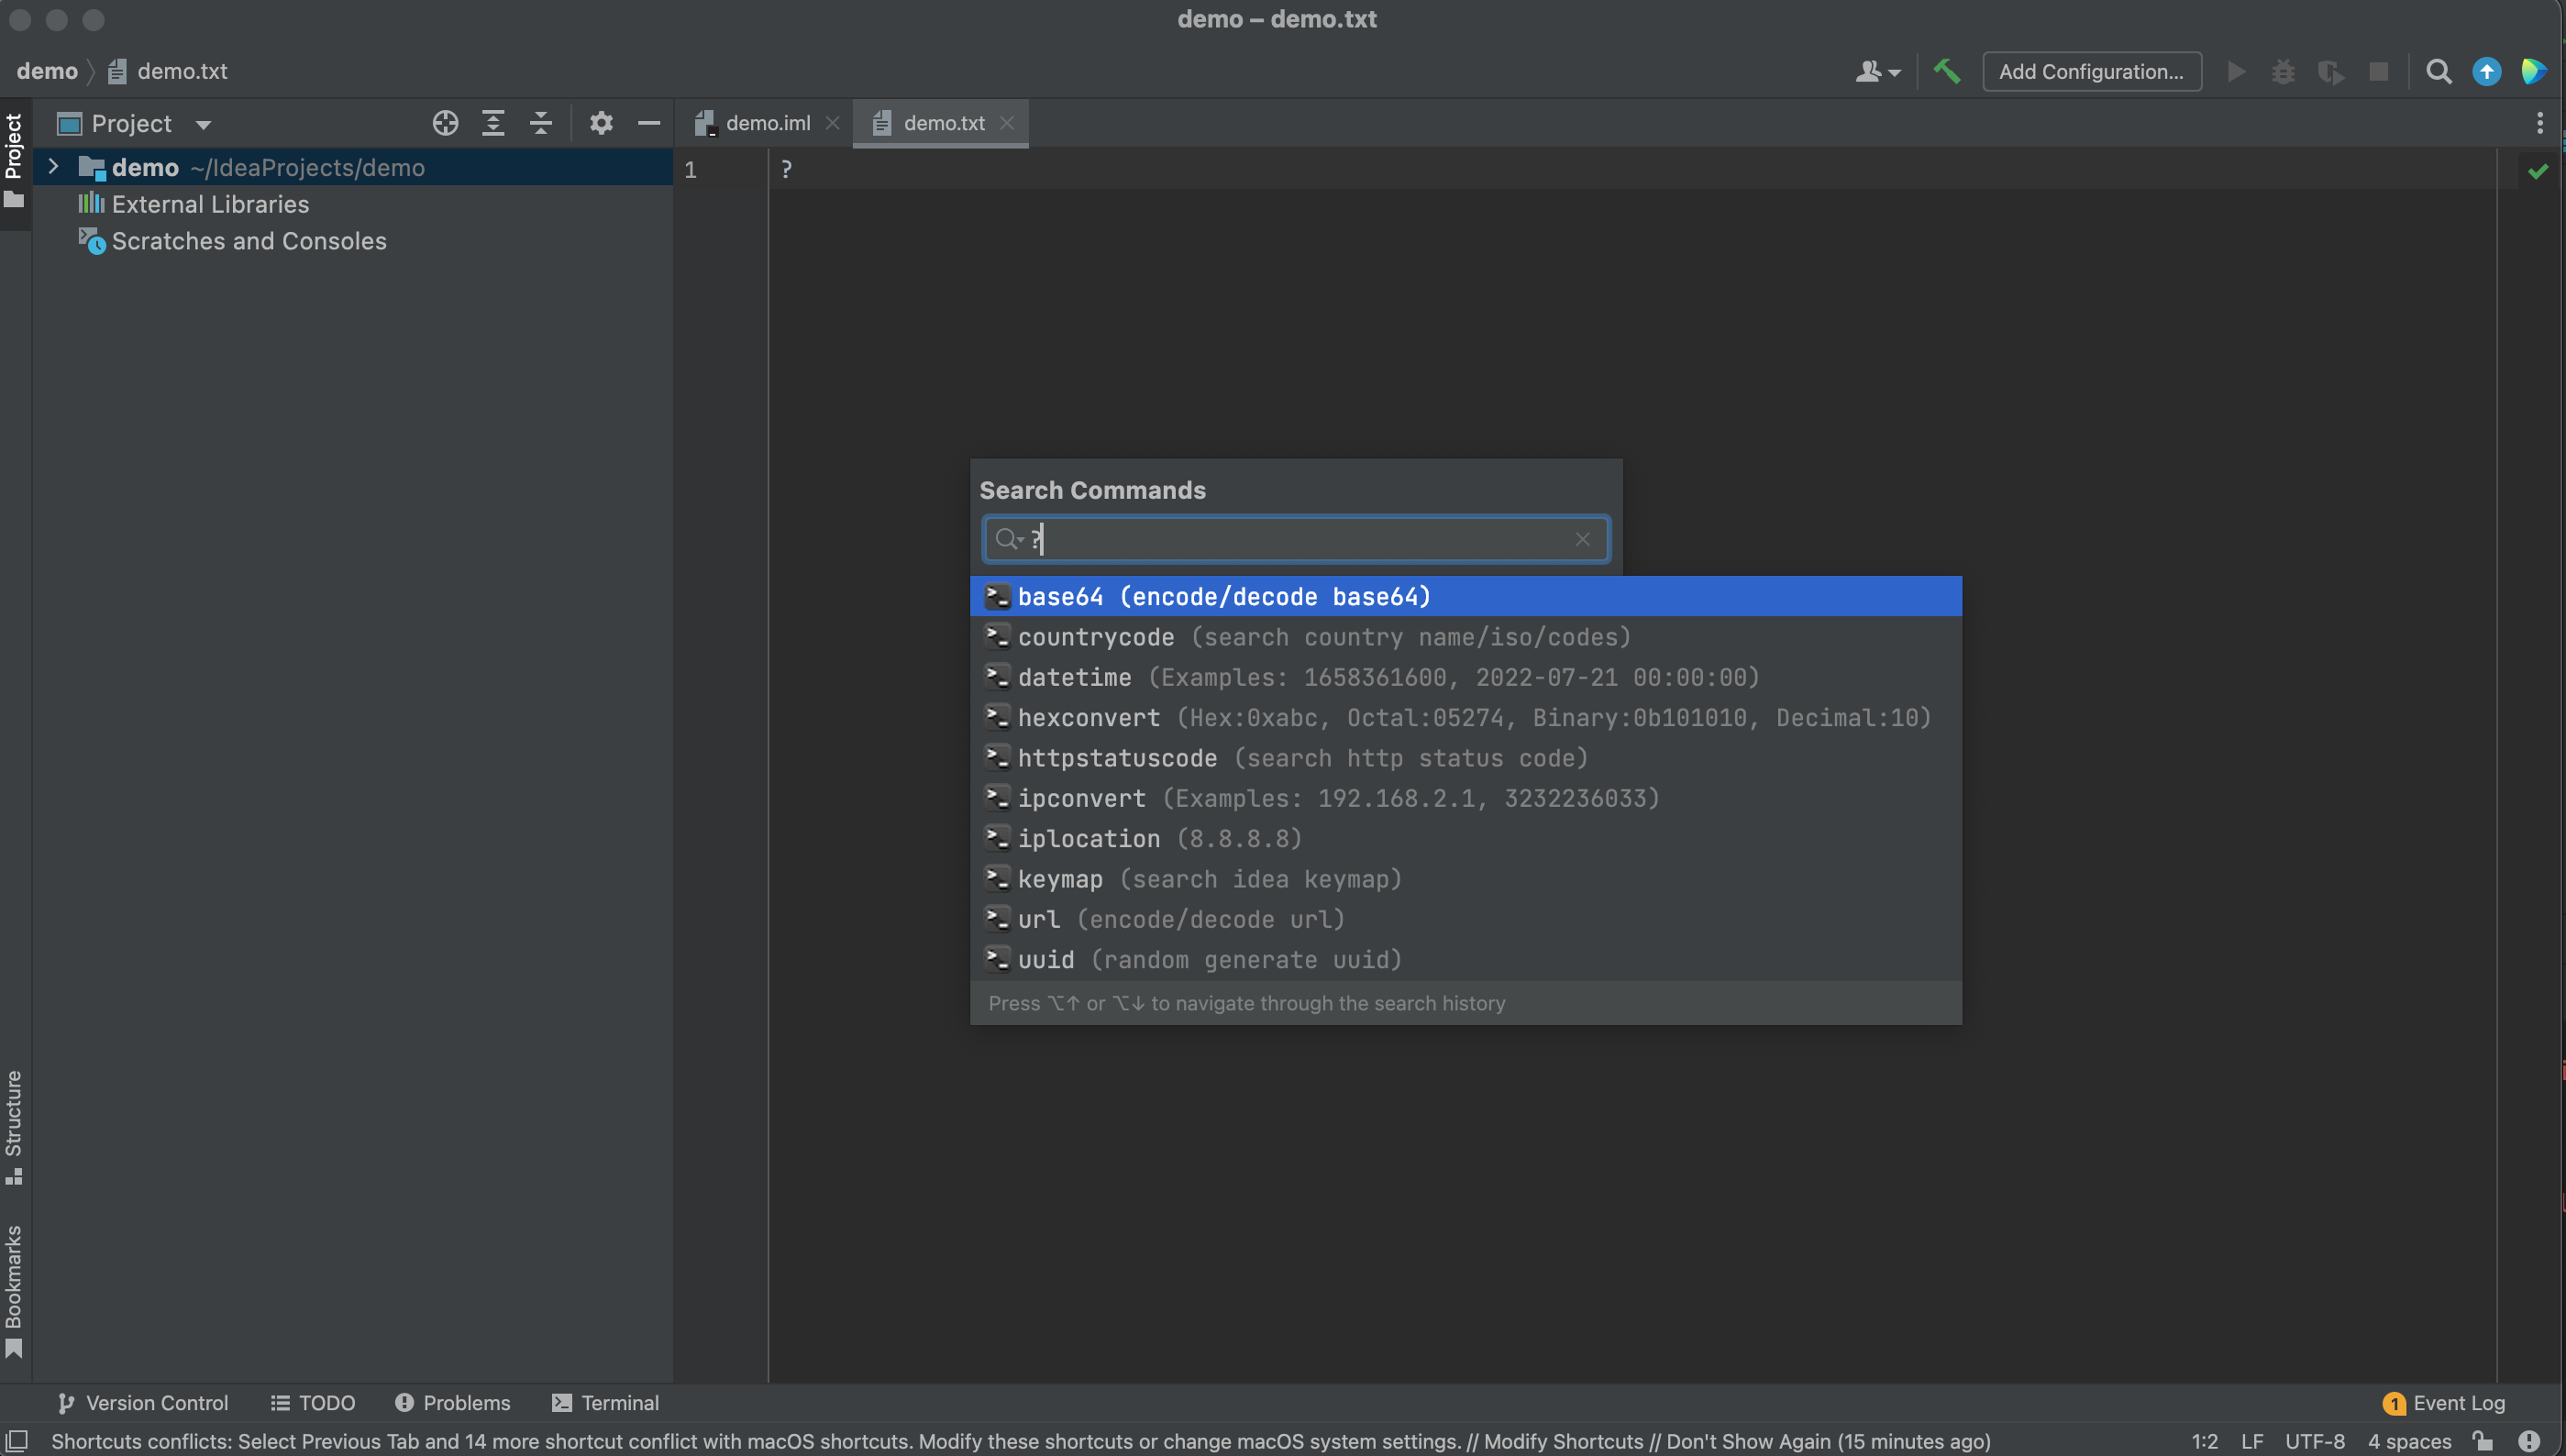 demo – demo.txt
demo demo.txt
Add Configuration...
Project
Project
demo.iml
demo.txt
demo ~/IdeaProjects/demo
External Libraries
Scratches and Consoles
1 ?
Search Commands
?
base64 (encode/decode base64)
countrycode (search country name/iso/codes)
datetime (Examples: 1658361600, 2022-07-21 00:00:00)
hexconvert (Hex:0xabc, Octal:05274, Binary:0b101010, Decimal:10)
httpstatuscode (search http status code)
ipconvert (Examples: 192.168.2.1, 3232236033)
iplocation (8.8.8.8)
keymap (search idea keymap)
url (encode/decode url)
uuid (random generate uuid)
Press ⌥↑ or ⌥↓ to navigate through the search history
Structure
Bookmarks
Version Control TODO Problems Terminal
1 Event Log
Shortcuts conflicts: Select Previous Tab and 14 more shortcut conflict with macOS shortcuts. Modify these shortcuts or change macOS system settings. // Modify Shortcuts // Don't Show Again (15 minutes ago)
1:2 LF UTF-8 4 spaces